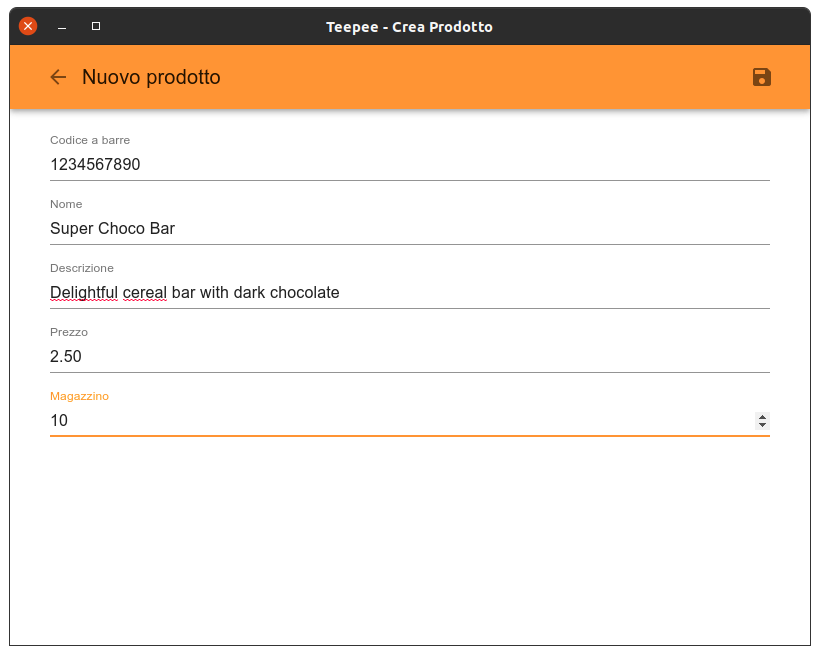 Teepee - Crea Prodotto
Nuovo prodotto
Codice a barre
1234567890
Nome
Super Choco Bar
Descrizione
Delightful cereal bar with dark chocolate
Prezzo
2.50
Magazzino
10